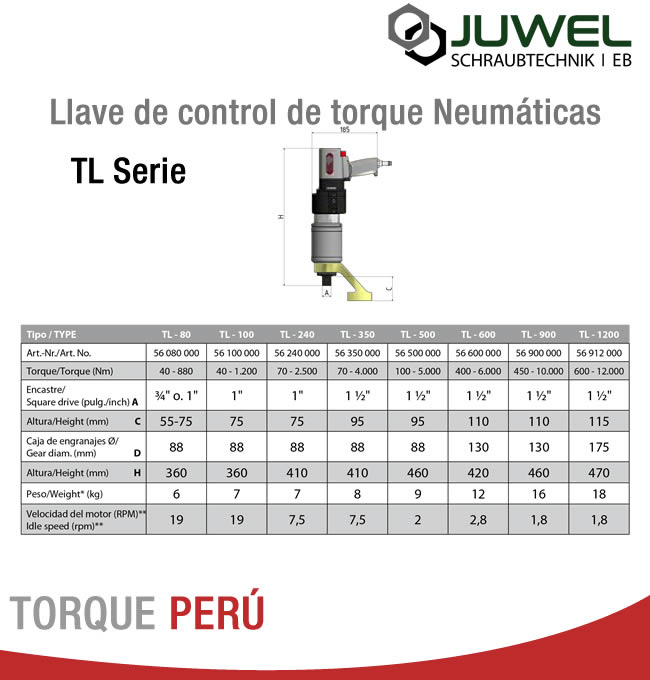 JUWEL
SCHRAUBTECHNIK | EB
Llave de control de torque Neumáticas
TL Serie
185
H
C
A
Tipo / TYPE TL - 80 TL - 100 TL - 240 TL - 350 TL - 500 TL - 600 TL - 900 TL - 1200
Art.-Nr./Art. No. 56 080 000 56 100 000 56 240 000 56 350 000 56 500 000 56 600 000 56 900 000 56 912 000
Torque/Torque (Nm) 40 - 880 40 - 1.200 70 - 2.500 70 - 4.000 100 - 5.000 400 - 6.000 450 - 10.000 600 - 12.000
Encastre/
Square drive (pulg./inch) A ¾" o. 1" 1" 1" 1 ½" 1 ½" 1 ½" 1 ½" 1 ½"
Altura/Height (mm) C 55-75 75 75 95 95 110 110 115
Caja de engranajes Ø/
Gear diam. (mm) D 88 88 88 88 88 130 130 175
Altura/Height (mm) H 360 360 410 410 460 420 460 470
Peso/Weight* (kg) 6 7 7 8 9 12 16 18
Velocidad del motor (RPM)**
Idle speed (rpm)** 19 19 7,5 7,5 2 2,8 1,8 1,8
TORQUE PERÚ